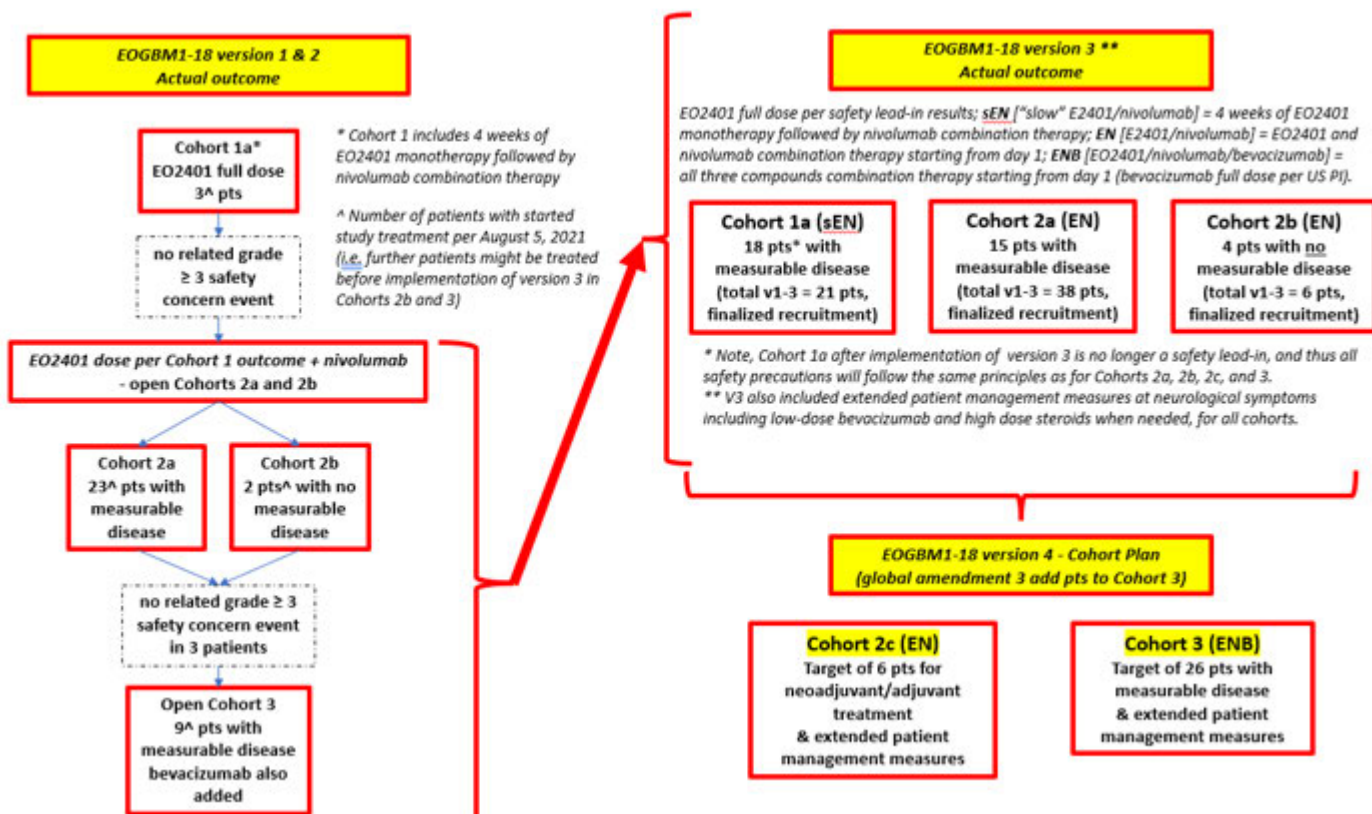 EOGBM1-18 version 1 & 2
Actual outcome
Cohort 1a*
EO2401 full dose
3^ pts
* Cohort 1 includes 4 weeks of
EO2401 monotherapy followed by
nivolumab combination therapy
^ Number of patients with started
study treatment per August 5, 2021
(i.e. further patients might be treated
before implementation of version 3 in
Cohorts 2b and 3)
no related grade
≥ 3 safety
concern event
EO2401 dose per Cohort 1 outcome + nivolumab
- open Cohorts 2a and 2b
Cohort 2a
23^ pts with
measurable
disease
Cohort 2b
2 pts^ with no
measurable
disease
no related grade ≥ 3
safety concern event
in 3 patients
Open Cohort 3
9^ pts with
measurable disease
bevacizumab also
added
EOGBM1-18 version 3 **
Actual outcome
EO2401 full dose per safety lead-in results; sEN ["slow" E2401/nivolumab] = 4 weeks of EO2401
monotherapy followed by nivolumab combination therapy; EN [E2401/nivolumab] = EO2401 and
nivolumab combination therapy starting from day 1; ENB [EO2401/nivolumab/bevacizumab] =
all three compounds combination therapy starting from day 1 (bevacizumab full dose per US PI).
Cohort 1a (sEN)
18 pts* with
measurable disease
(total v1-3 = 21 pts,
finalized recruitment)
Cohort 2a (EN)
15 pts with
measurable disease
(total v1-3 = 38 pts,
finalized recruitment)
Cohort 2b (EN)
4 pts with no
measurable disease
(total v1-3 = 6 pts,
finalized recruitment)
* Note, Cohort 1a after implementation of version 3 is no longer a safety lead-in, and thus all
safety precautions will follow the same principles as for Cohorts 2a, 2b, 2c, and 3.
** V3 also included extended patient management measures at neurological symptoms
including low-dose bevacizumab and high dose steroids when needed, for all cohorts.
EOGBM1-18 version 4 - Cohort Plan
(global amendment 3 add pts to Cohort 3)
Cohort 2c (EN)
Target of 6 pts for
neoadjuvant/adjuvant
treatment
& extended patient
management measures
Cohort 3 (ENB)
Target of 26 pts with
measurable disease
& extended patient
management measures